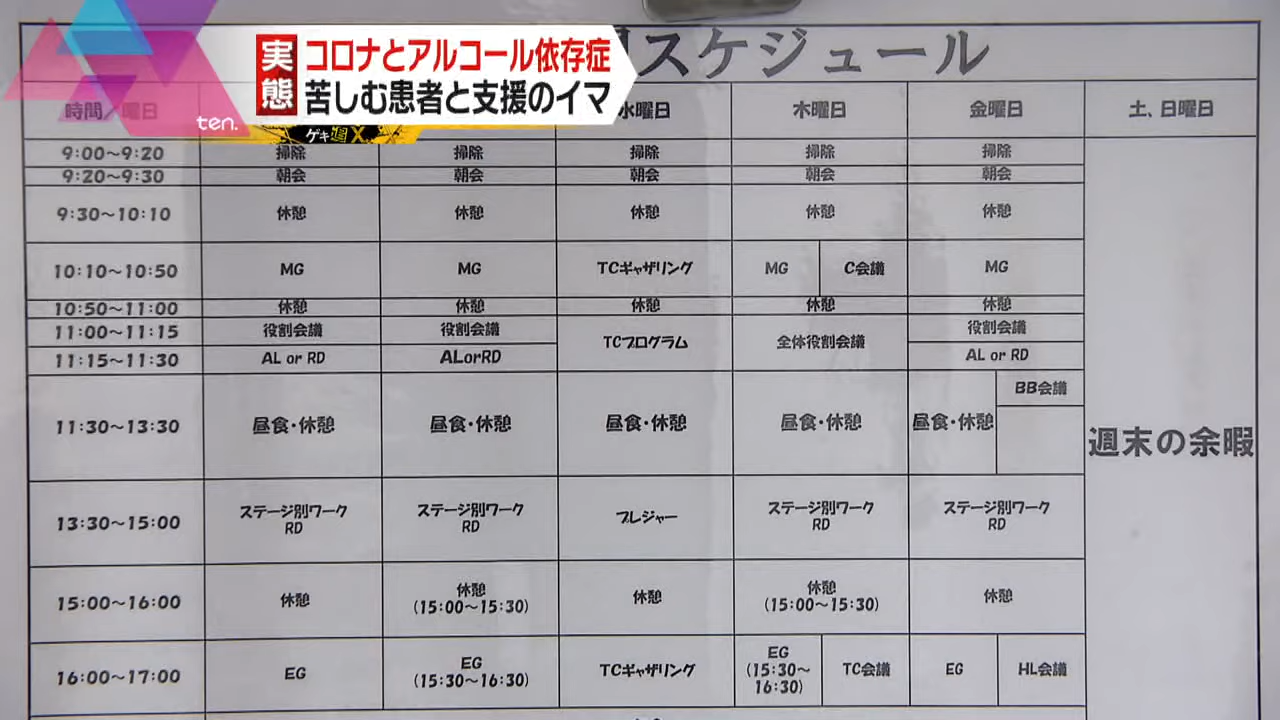 実態
コロナとアルコール依存症
苦しむ患者と支援のイマ
ten.
ゲキ追X
スケジュール
時間/曜日 水曜日 木曜日 金曜日 土、日曜日
9:00~9:20 掃除 掃除 掃除 掃除 掃除
9:20~9:30 朝会 朝会 朝会 朝会 朝会
9:30~10:10 休憩 休憩 休憩 休憩 休憩
10:10~10:50 MG MG TCギャザリング MG C会議 MG
10:50~11:00 休憩 休憩 休憩 休憩 休憩
11:00~11:15 役割会議 役割会議 TCプログラム 全体役割会議 役割会議
11:15~11:30 AL or RD ALorRD AL or RD
11:30~13:30 昼食・休憩 昼食・休憩 昼食・休憩 昼食・休憩 昼食・休憩 BB会議
週末の余暇
13:30~15:00 ステージ別ワーク RD ステージ別ワーク RD プレジャー ステージ別ワーク RD ステージ別ワーク RD
15:00~16:00 休憩 休憩 (15:00~15:30) 休憩 休憩 (15:00~15:30) 休憩
16:00~17:00 EG EG (15:30~16:30) TCギャザリング EG (15:30~16:30) TC会議 EG HL会議